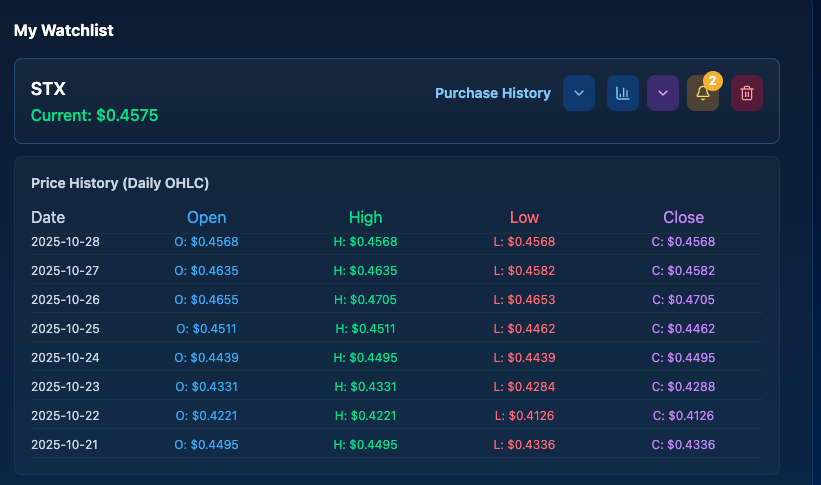 My Watchlist
STX
Current: $0.4575
Purchase History
2
Price History (Daily OHLC)
Date Open High Low Close
2025-10-28 O: $0.4568 H: $0.4568 L: $0.4568 C: $0.4568
2025-10-27 O: $0.4635 H: $0.4635 L: $0.4582 C: $0.4582
2025-10-26 O: $0.4655 H: $0.4705 L: $0.4653 C: $0.4705
2025-10-25 O: $0.4511 H: $0.4511 L: $0.4462 C: $0.4462
2025-10-24 O: $0.4439 H: $0.4495 L: $0.4439 C: $0.4495
2025-10-23 O: $0.4331 H: $0.4331 L: $0.4284 C: $0.4288
2025-10-22 O: $0.4221 H: $0.4221 L: $0.4126 C: $0.4126
2025-10-21 O: $0.4495 H: $0.4495 L: $0.4336 C: $0.4336